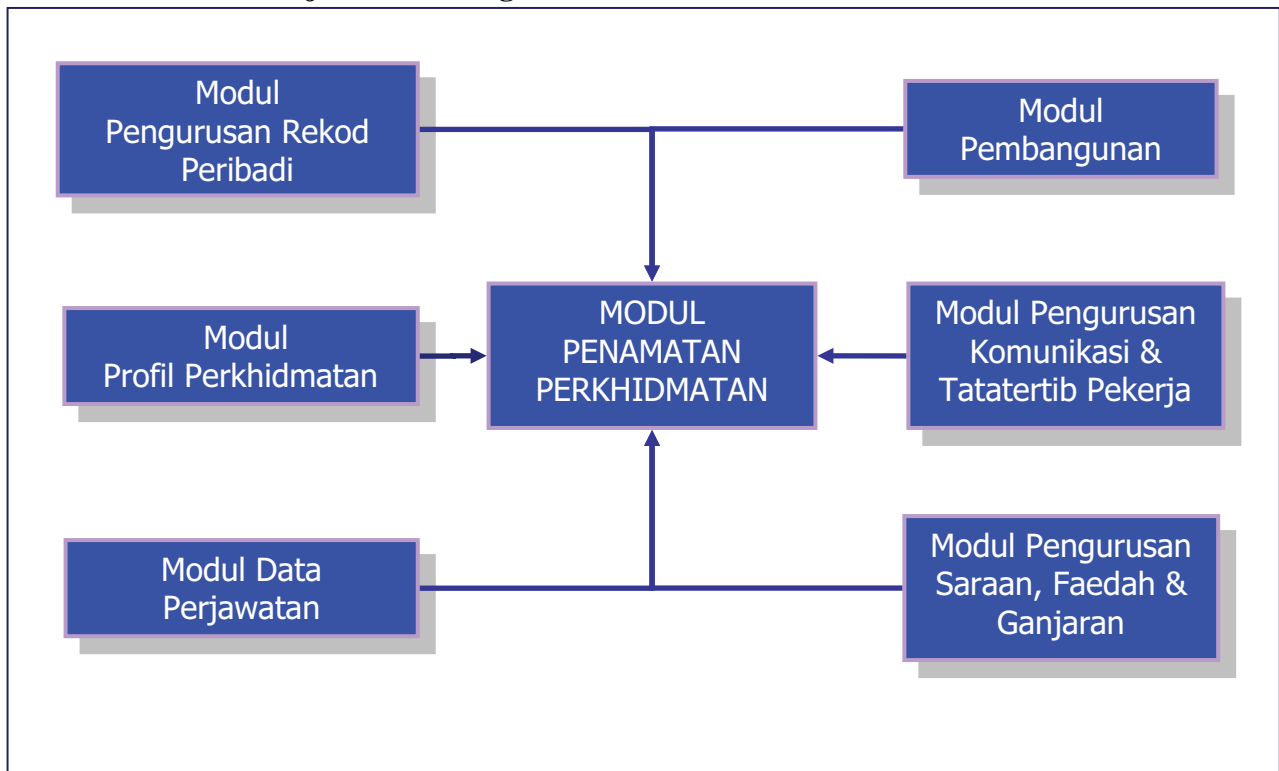 Modul
Pengurusan Rekod
Peribadi
Modul
Pembangunan
Modul
Profil Perkhidmatan
MODUL
PENAMATAN
PERKHIDMATAN
Modul Pengurusan
Komunikasi &
Tatatertib Pekerja
Modul Data
Perjawatan
Modul Pengurusan
Saraan, Faedah &
Ganjaran